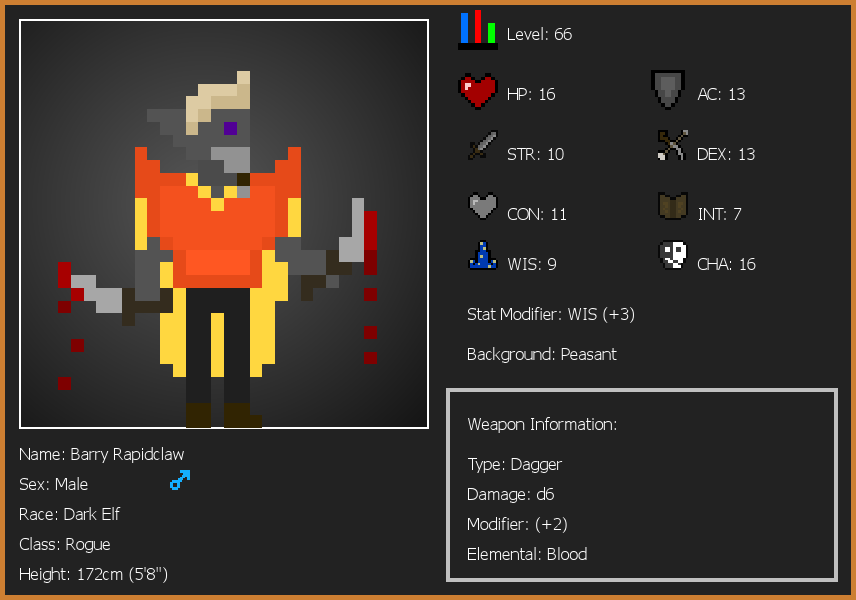 Level: 66
HP: 16
AC: 13
STR: 10
DEX: 13
CON: 11
INT: 7
WIS: 9
CHA: 16
Stat Modifier: WIS (+3)
Background: Peasant
Weapon Information:
Type: Dagger
Damage: d6
Modifier: (+2)
Elemental: Blood
Name: Barry Rapidclaw
Sex: Male
Race: Dark Elf
Class: Rogue
Height: 172cm (5'8")